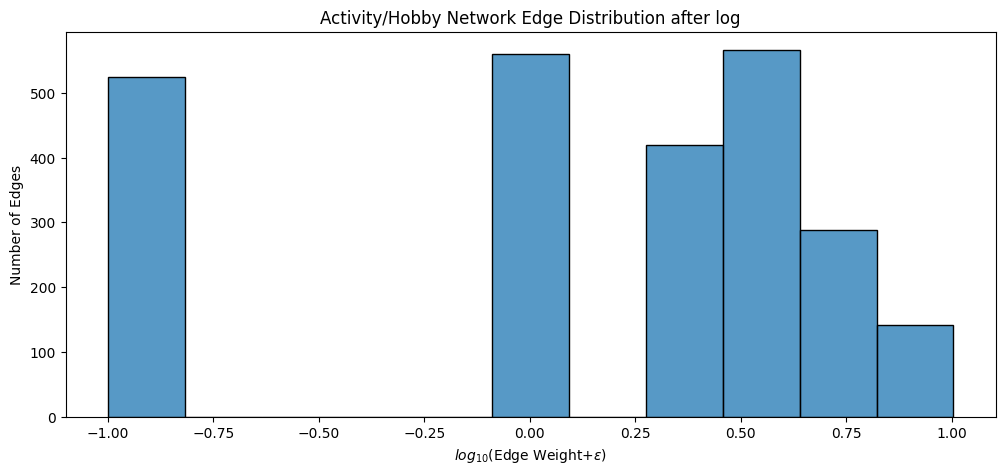 Activity/Hobby Network Edge Distribution after log
Number of Edges
500
400
300
200
100
0
−1.00 −0.75 −0.50 −0.25 0.00 0.25 0.50 0.75 1.00
log10(Edge Weight+ε)